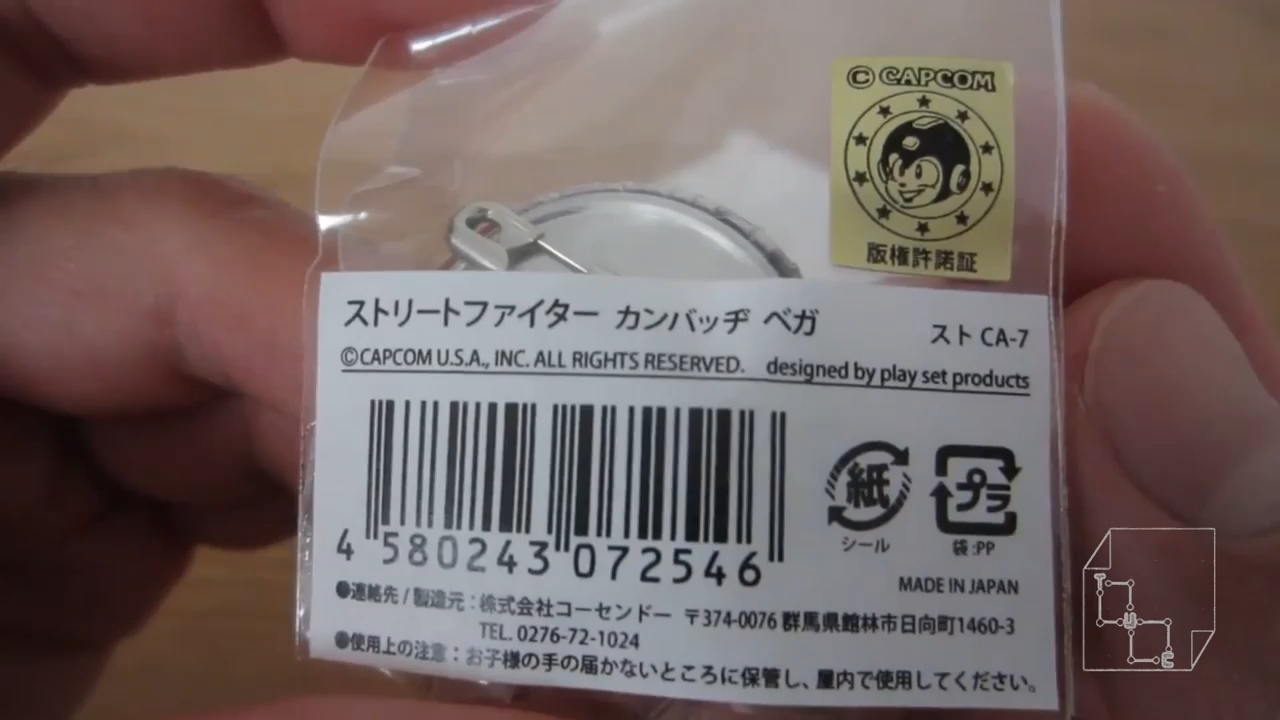 © CAPCOM
版権許諾証
ストリートファイター カンバッヂ ベガ
スト CA-7
©CAPCOM U.S.A., INC. ALL RIGHTS RESERVED. designed by play set products
4 580243 072546
紙
シール
プラ
袋:PP
MADE IN JAPAN
●連絡先 / 製造元:株式会社コーセンドー 〒374-0076 群馬県館林市日向町1460-3
TEL. 0276-72-1024
●使用上の注意:お子様の手の届かないところに保管し、屋内で使用してください。
T
U
C